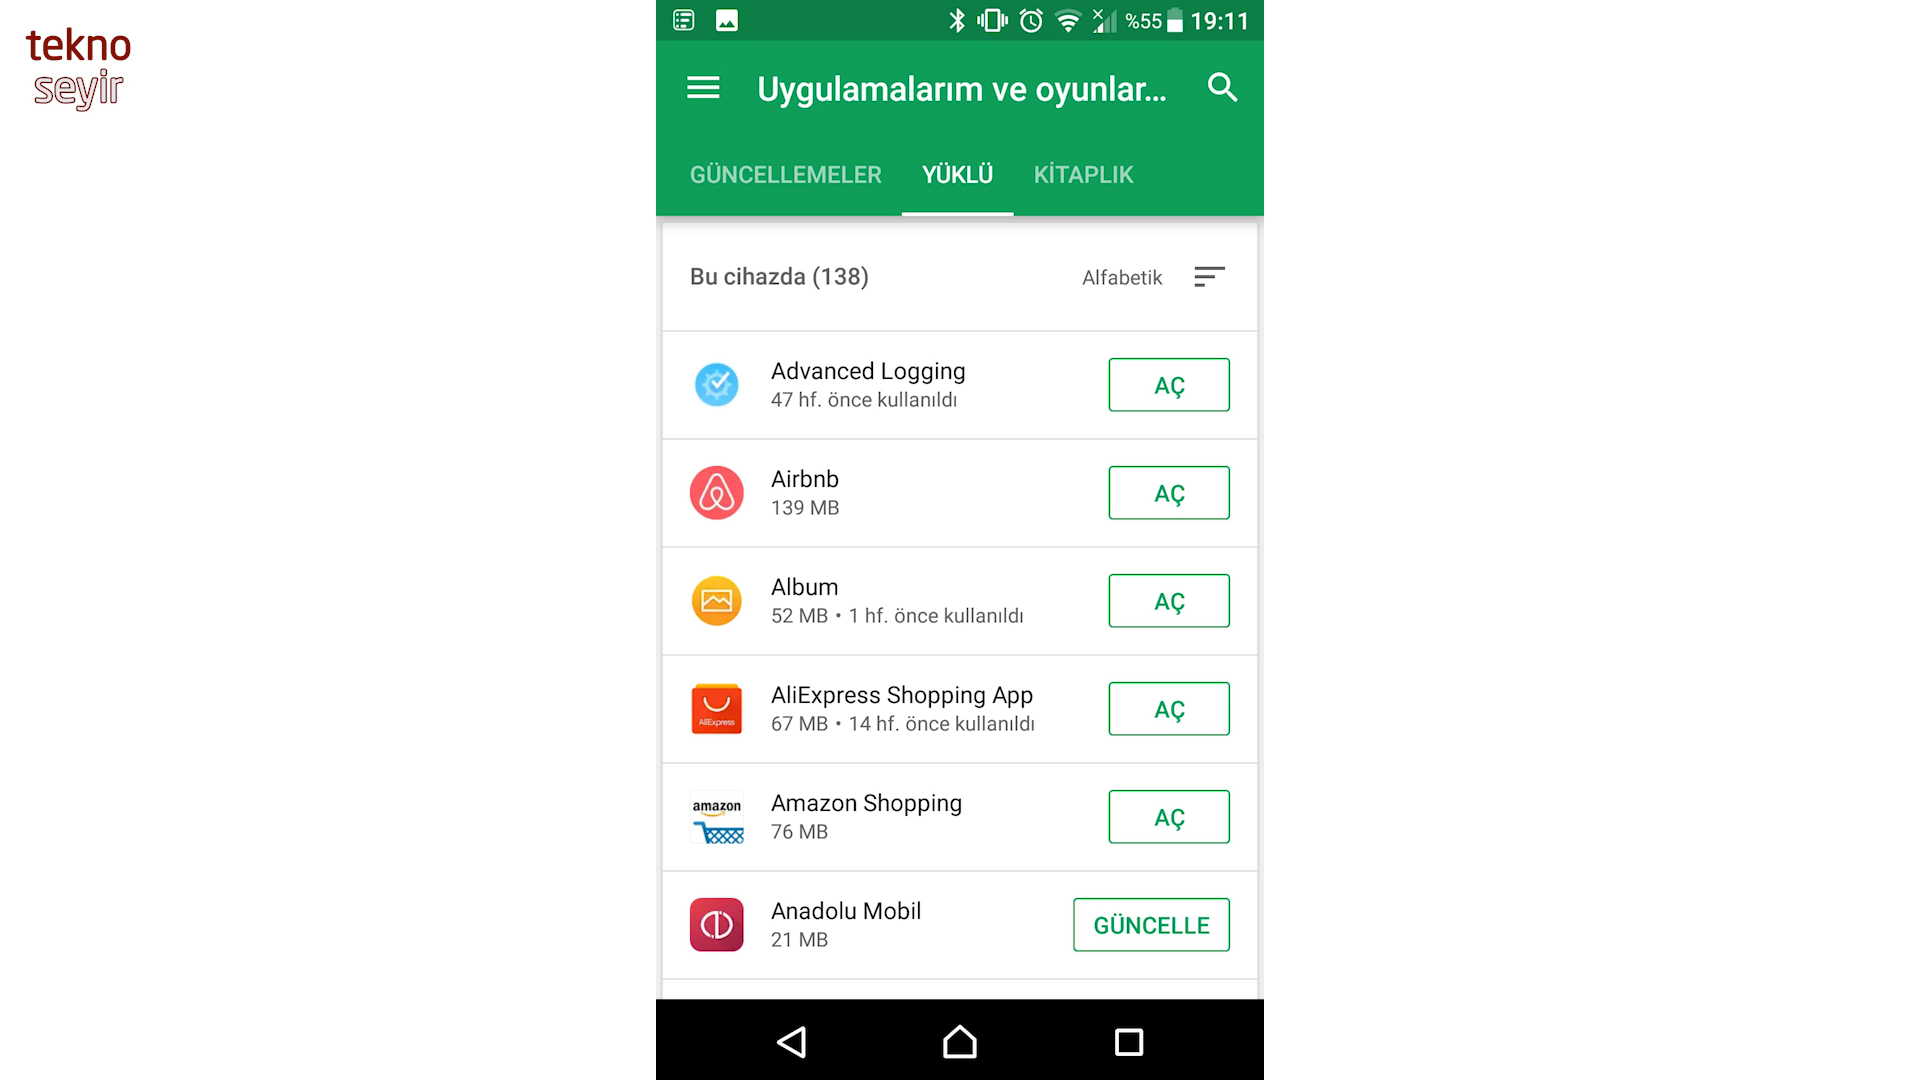 tekno
seyir
%55 19:11
Uygulamalarım ve oyunlar...
GÜNCELLEMELER YÜKLÜ KİTAPLIK
Bu cihazda (138) Alfabetik
Advanced Logging
47 hf. önce kullanıldı
AÇ
Airbnb
139 MB
AÇ
Album
52 MB • 1 hf. önce kullanıldı
AÇ
AliExpress
AliExpress Shopping App
67 MB • 14 hf. önce kullanıldı
AÇ
amazon
Amazon Shopping
76 MB
AÇ
Anadolu Mobil
21 MB
GÜNCELLE